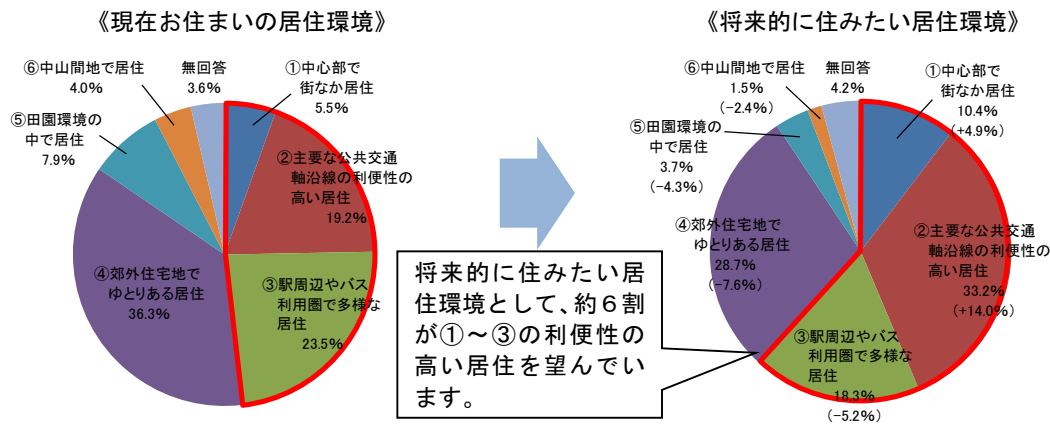 《現在お住まいの居住環境》
①中心部で
街なか居住
5.5%
②主要な公共交通
軸沿線の利便性の
高い居住
19.2%
③駅周辺やバス
利用圏で多様な
居住
23.5%
④郊外住宅地で
ゆとりある居住
36.3%
⑤田園環境の
中で居住
7.9%
⑥中山間地で居住
4.0%
無回答
3.6%
《将来的に住みたい居住環境》
①中心部で
街なか居住
10.4%
(+4.9%)
②主要な公共交通
軸沿線の利便性の
高い居住
33.2%
(+14.0%)
③駅周辺やバス
利用圏で多様な
居住
18.3%
(−5.2%)
④郊外住宅地で
ゆとりある居住
28.7%
(−7.6%)
⑤田園環境の
中で居住
3.7%
(−4.3%)
⑥中山間地で居住
1.5%
(−2.4%)
無回答
4.2%
将来的に住みたい居
住環境として、約６割
が①～③の利便性の
高い居住を望んでい
ます。